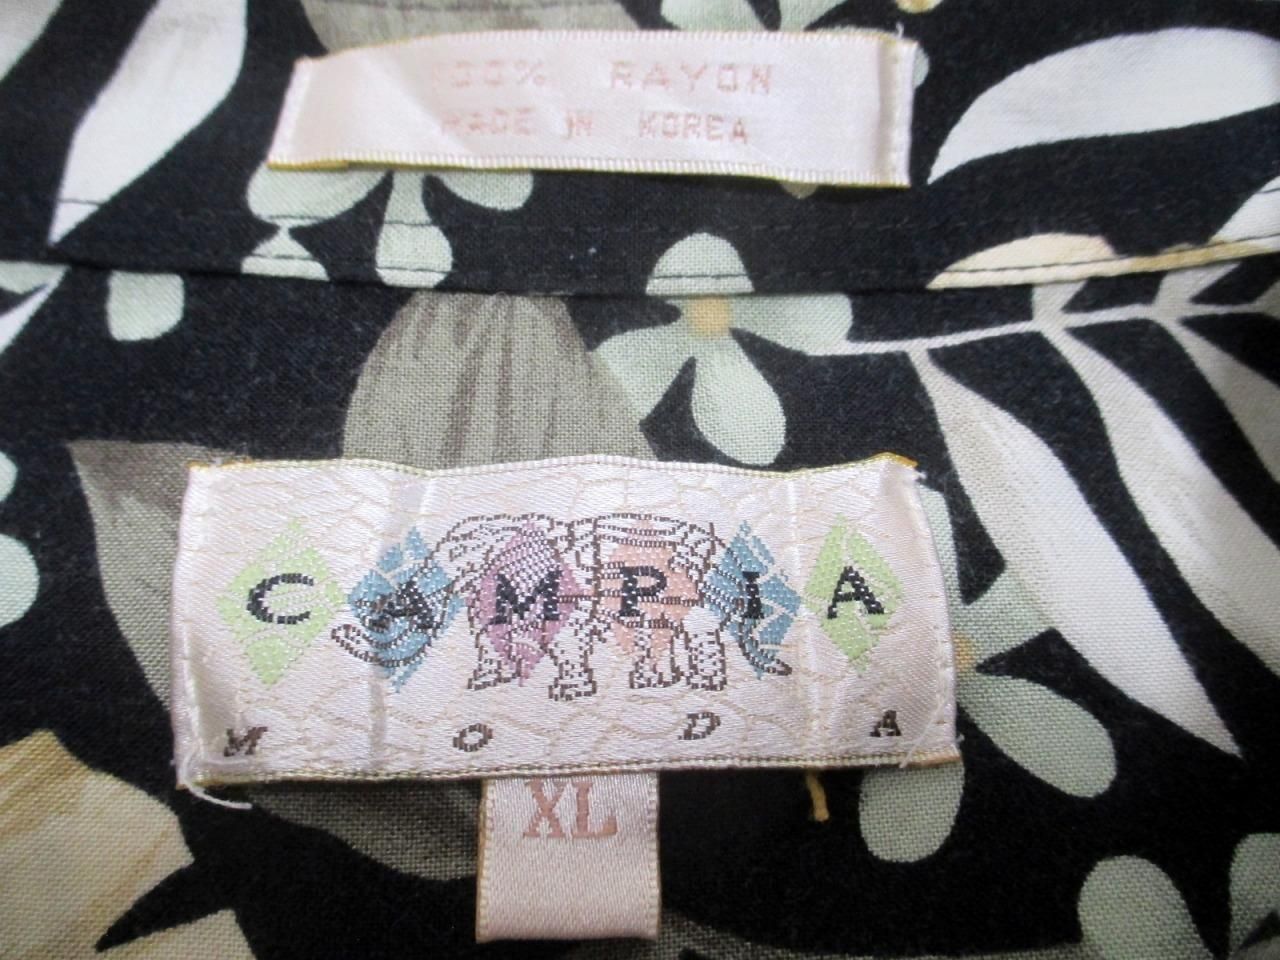 100% RAYON
MADE IN KOREA
CAMPIA
MODA
XL